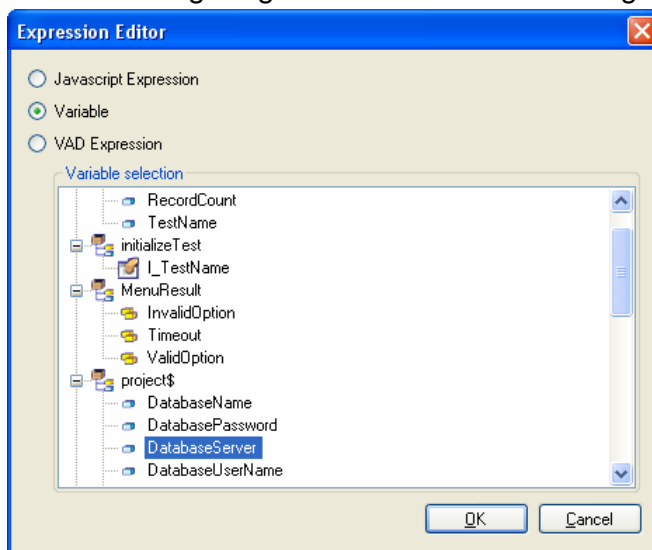 Expression Editor
Javascript Expression
Variable
VAD Expression
Variable selection
RecordCount
TestName
initializeTest
I_TestName
MenuResult
InvalidOption
Timeout
ValidOption
project$
DatabaseName
DatabasePassword
DatabaseServer
DatabaseUserName
OK
Cancel